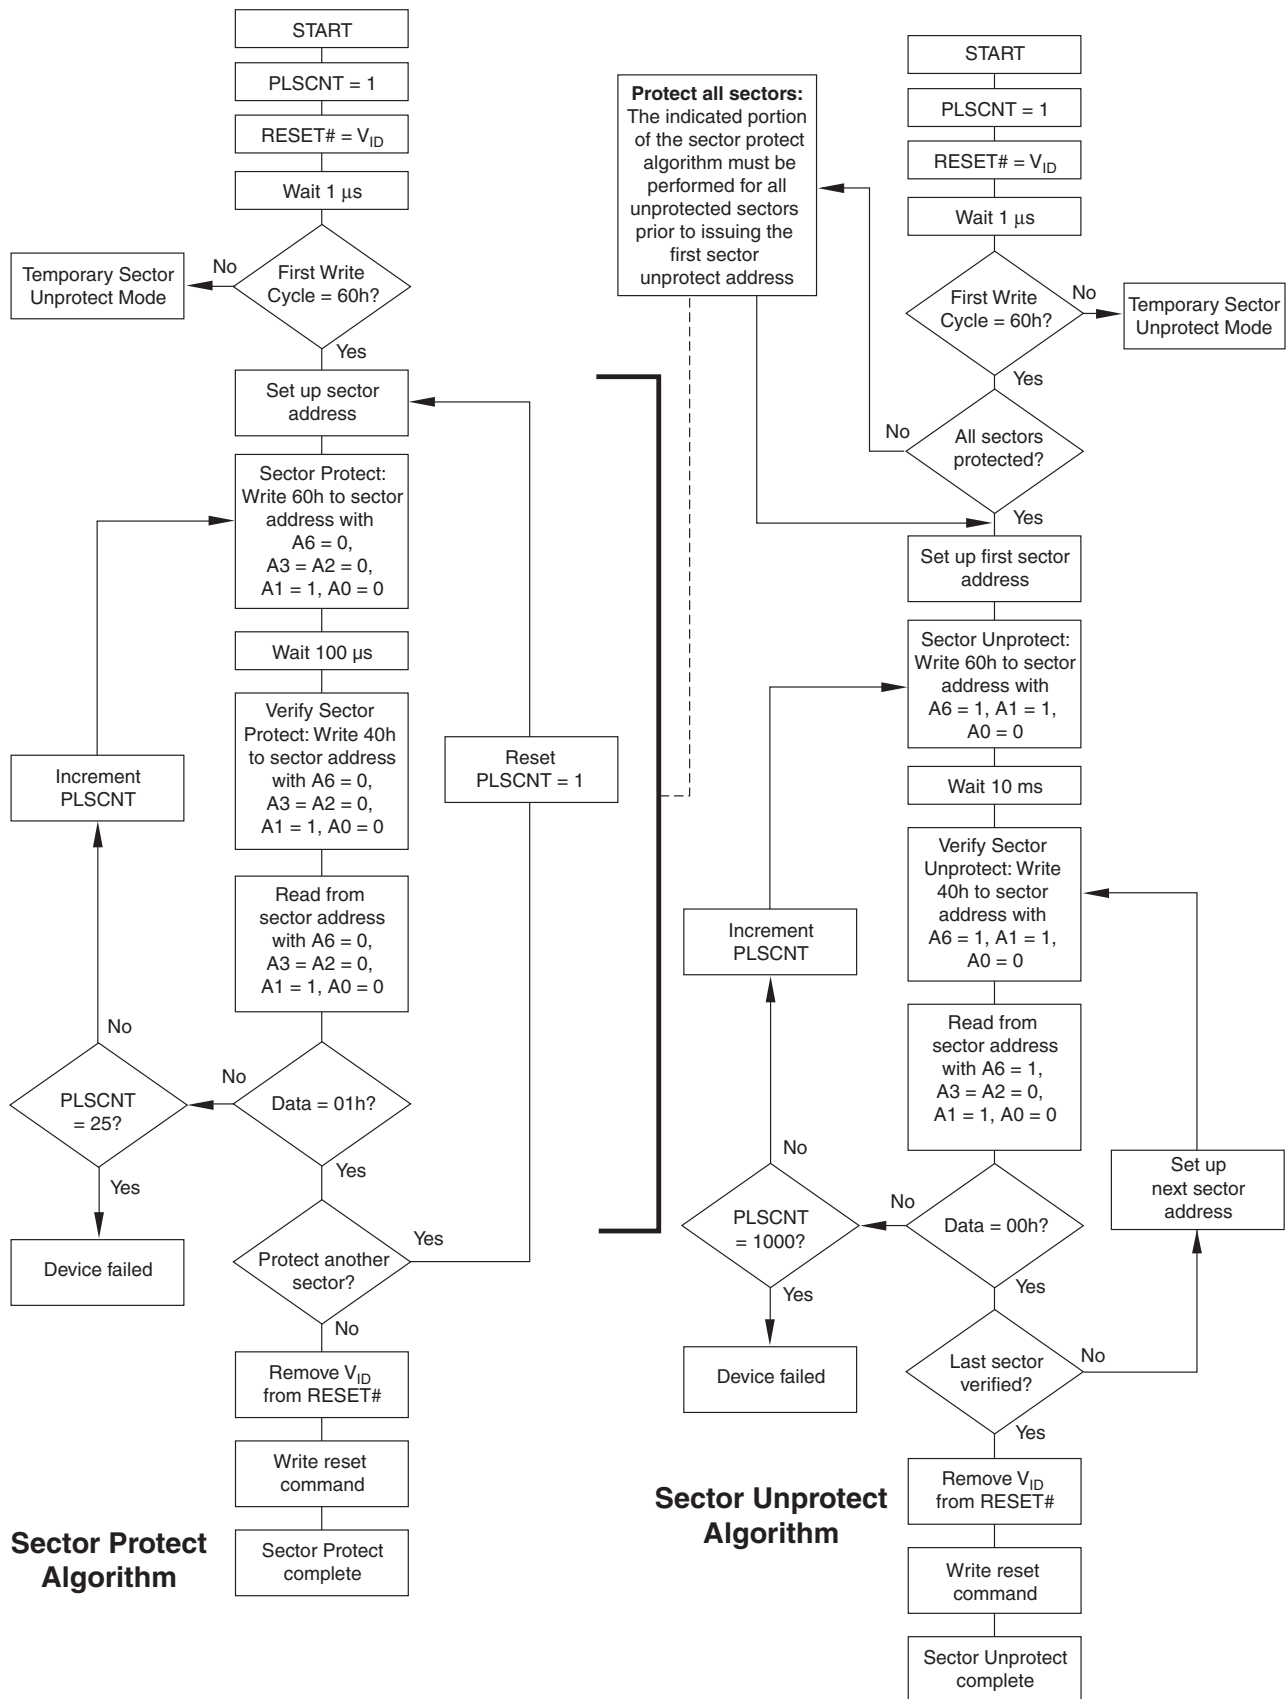 START
PLSCNT = 1
RESET# = VID
Wait 1 μs
First Write
Cycle = 60h?
No
Temporary Sector
Unprotect Mode
Yes
Set up sector
address
Sector Protect:
Write 60h to sector
address with
A6 = 0,
A3 = A2 = 0,
A1 = 1, A0 = 0
Wait 100 µs
Verify Sector
Protect: Write 40h
to sector address
with A6 = 0,
A3 = A2 = 0,
A1 = 1, A0 = 0
Increment
PLSCNT
Reset
PLSCNT = 1
Read from
sector address
with A6 = 0,
A3 = A2 = 0,
A1 = 1, A0 = 0
No
PLSCNT
= 25?
No
Data = 01h?
Yes
Yes
Device failed
Protect another
sector?
Yes
No
Remove VID
from RESET#
Write reset
command
Sector Protect
complete
Sector Protect
Algorithm
Protect all sectors:
The indicated portion
of the sector protect
algorithm must be
performed for all
unprotected sectors
prior to issuing the
first sector
unprotect address
START
PLSCNT = 1
RESET# = VID
Wait 1 μs
First Write
Cycle = 60h?
No
Temporary Sector
Unprotect Mode
Yes
No
All sectors
protected?
Yes
Set up first sector
address
Sector Unprotect:
Write 60h to sector
address with
A6 = 1, A1 = 1,
A0 = 0
Wait 10 ms
Verify Sector
Unprotect: Write
40h to sector
address with
A6 = 1, A1 = 1,
A0 = 0
Increment
PLSCNT
Read from
sector address
with A6 = 1,
A3 = A2 = 0,
A1 = 1, A0 = 0
No
PLSCNT
= 1000?
No
Data = 00h?
Set up
next sector
address
Yes
Yes
Device failed
Last sector
verified?
No
Yes
Remove VID
from RESET#
Write reset
command
Sector Unprotect
complete
Sector Unprotect
Algorithm